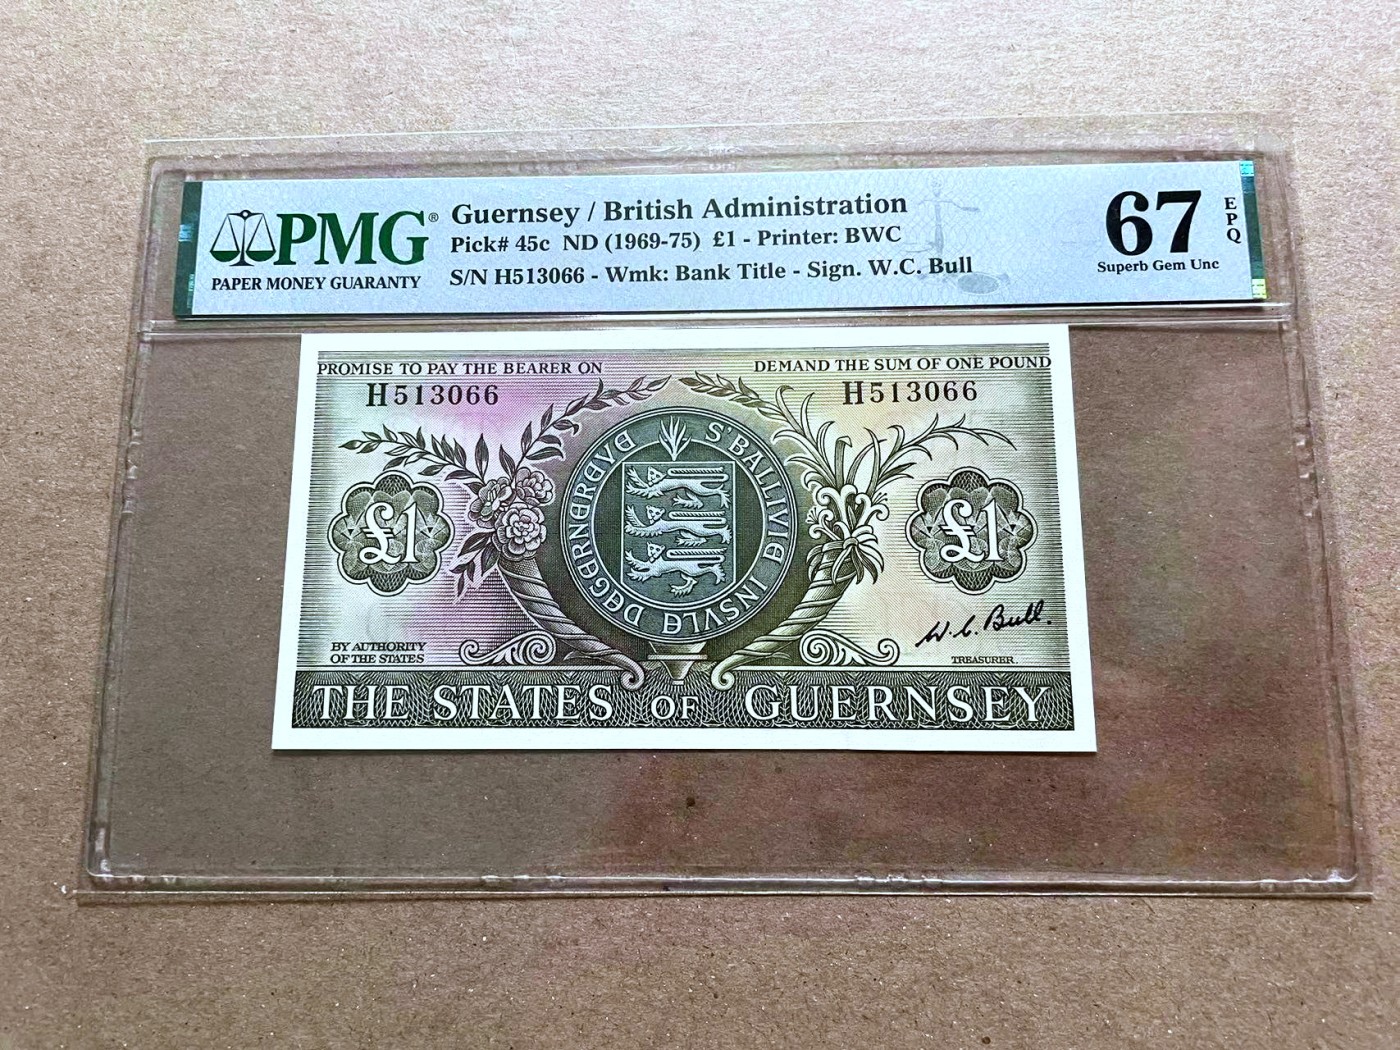 PMG®
PAPER MONEY GUARANTY
Guernsey / British Administration
Pick# 45c ND (1969-75) £1 - Printer: BWC
S/N H513066 - Wmk: Bank Title - Sign. W.C. Bull
67
EPQ
Superb Gem Unc
PROMISE TO PAY THE BEARER ON DEMAND THE SUM OF ONE POUND
H513066 H513066
S'BALLIVIE INSVLE DEGERNEREVE
£1 £1
W. C. Bull.
BY AUTHORITY
OF THE STATES
TREASURER.
THE STATES OF GUERNSEY